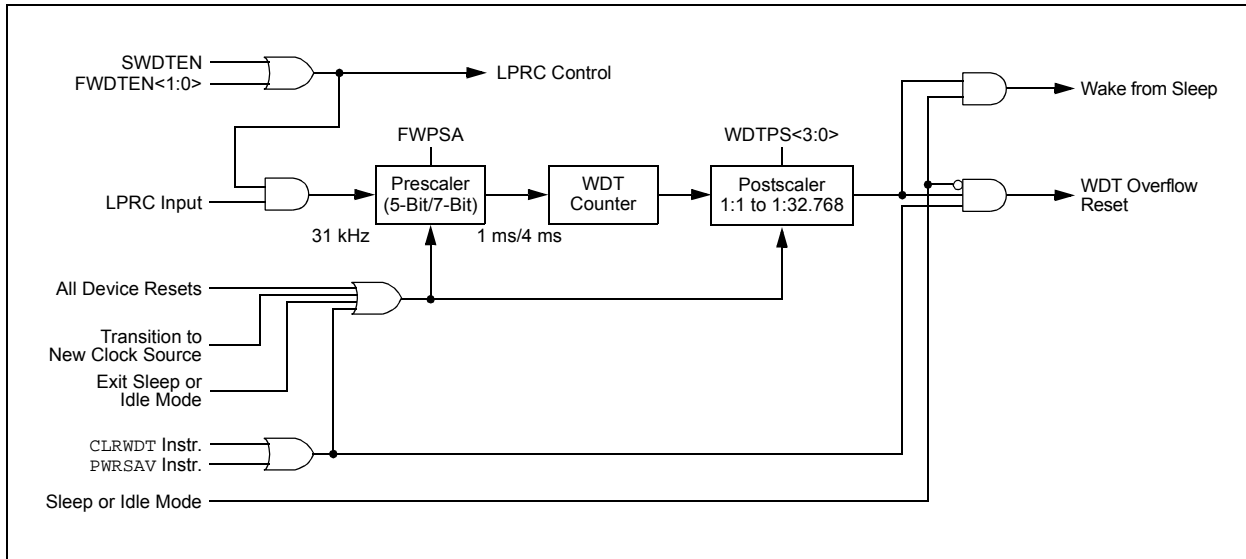 SWDTEN
FWDTEN<1:0>
LPRC Control
Wake from Sleep
FWPSA
WDTPS<3:0>
LPRC Input
Prescaler
(5-Bit/7-Bit)
WDT
Counter
Postscaler
1:1 to 1:32.768
WDT Overflow
Reset
31 kHz
1 ms/4 ms
All Device Resets
Transition to
New Clock Source
Exit Sleep or
Idle Mode
CLRWDT Instr.
PWRSAV Instr.
Sleep or Idle Mode